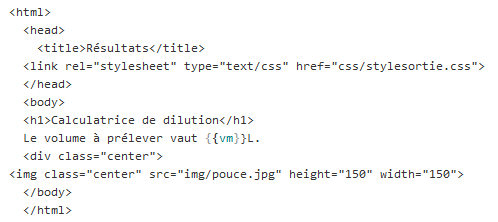 <html>
<head>
<title>Résultats</title>
<link rel="stylesheet" type="text/css" href="css/stylesortie.css">
</head>
<body>
<h1>Calculatrice de dilution</h1>
Le volume à prélever vaut {{vm}}L.
<div class="center">
<img class="center" src="img/pouce.jpg" height="150" width="150">
</body>
</html>